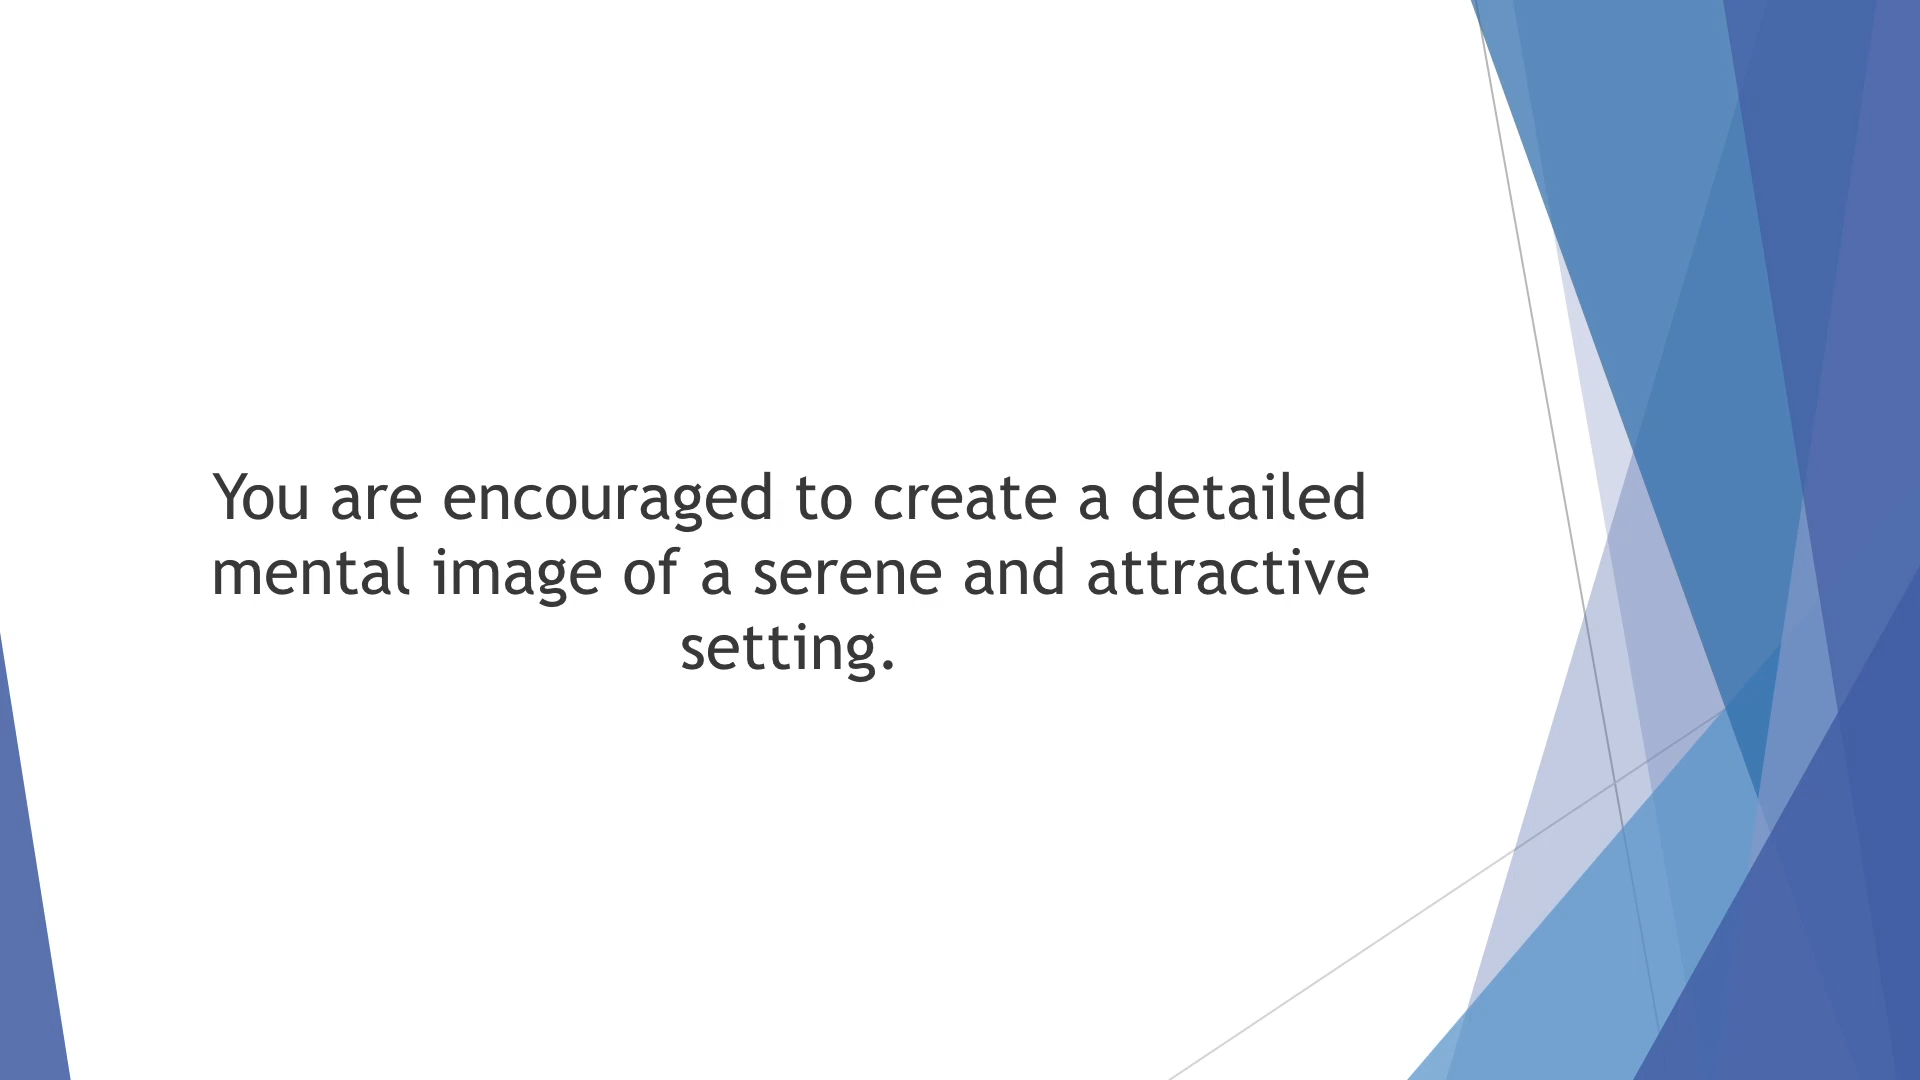 You are encouraged to create a detailed
mental image of a serene and attractive
setting.